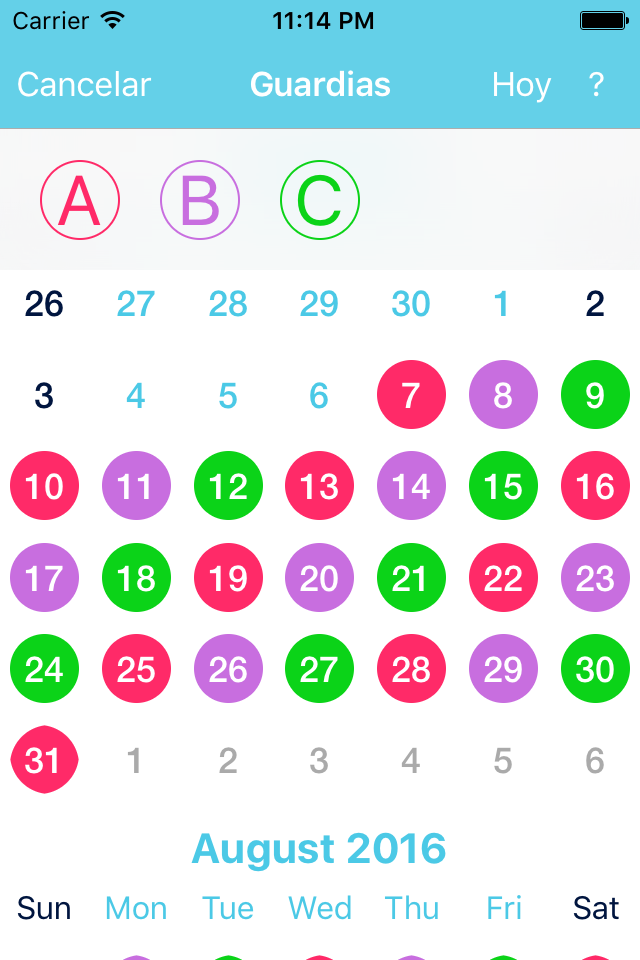 Carrier 11:14 PM
Cancelar Guardias Hoy ?
A B C
26 27 28 29 30 1 2
3 4 5 6 7 8 9
10 11 12 13 14 15 16
17 18 19 20 21 22 23
24 25 26 27 28 29 30
31 1 2 3 4 5 6
August 2016
Sun Mon Tue Wed Thu Fri Sat